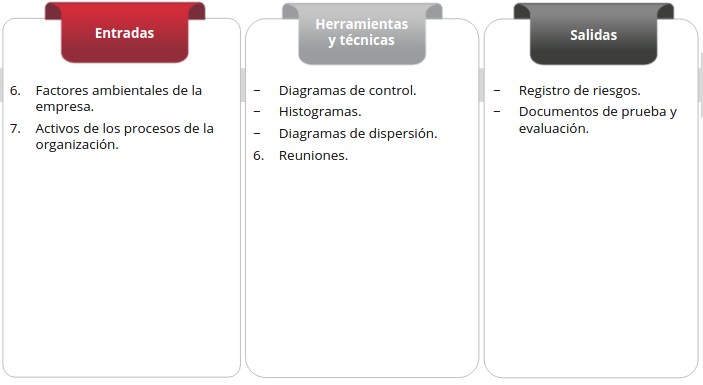 Entradas
6. Factores ambientales de la
empresa.
7. Activos de los procesos de la
organización.
Herramientas
y técnicas
– Diagramas de control.
– Histogramas.
– Diagramas de dispersión.
6. Reuniones.
Salidas
– Registro de riesgos.
– Documentos de prueba y
evaluación.